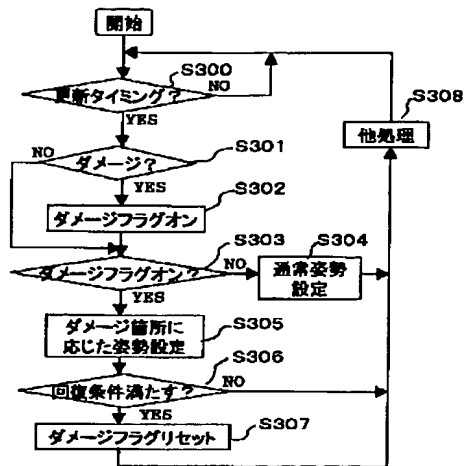 開始
S300
更新タイミング？
NO
YES
S308
他処理
S301
NO
ダメージ？
YES
S302
ダメージフラグオン
S303
ダメージフラグオン？
NO
S304
通常姿勢
設定
YES
S305
ダメージ箇所に
応じた姿勢設定
S306
回復条件満たす？
NO
YES
S307
ダメージフラグリセット